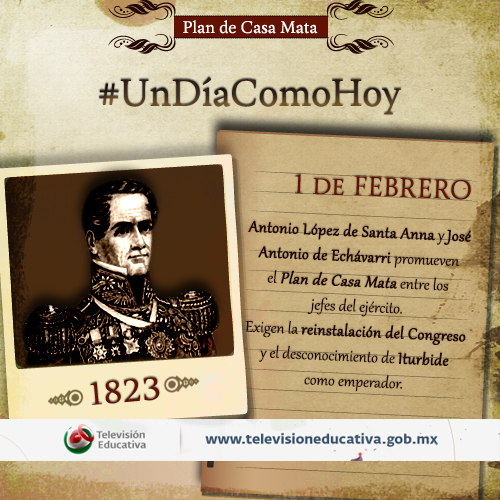 Plan de Casa Mata
#UnDíaComoHoy
1 DE FEBRERO
Antonio López de Santa Anna y José
Antonio de Echávarri promueven
el Plan de Casa Mata entre los
jefes del ejército.
Exigen la reinstalación del Congreso
y el desconocimiento de Iturbide
como emperador.
1823
Televisión
Educativa
www.televisioneducativa.gob.mx